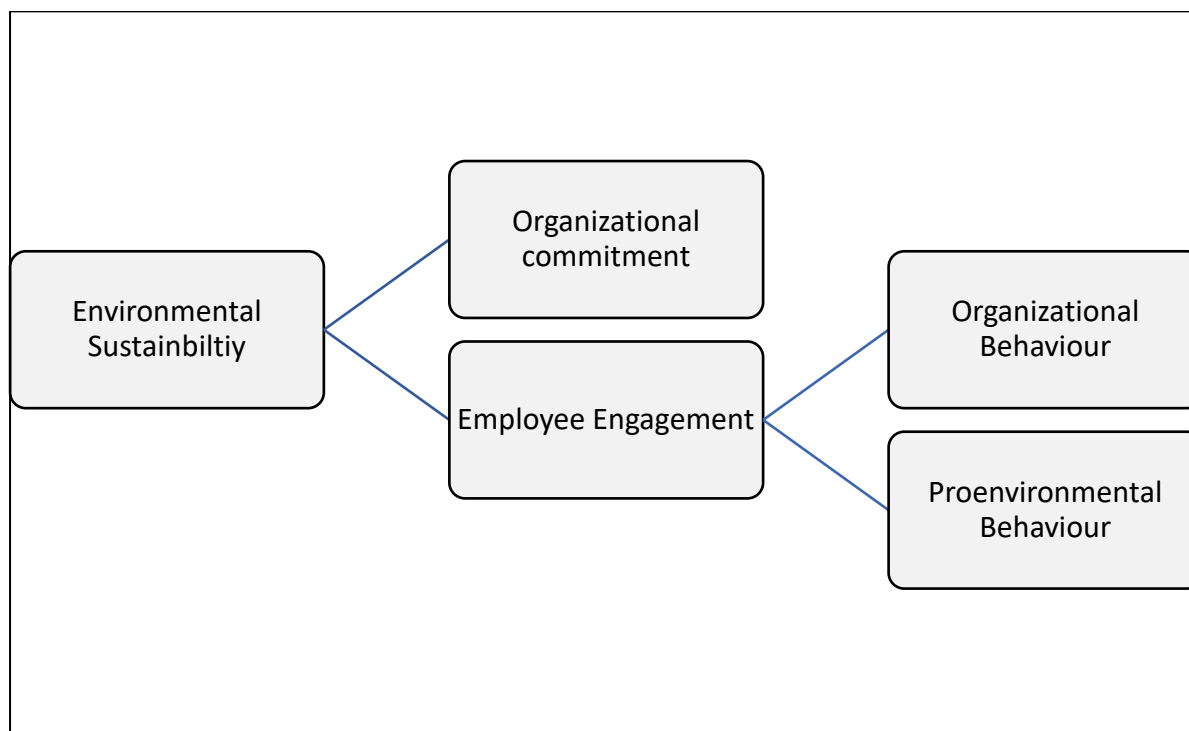 Environmental
Sustainbiltiy
Organizational
commitment
Employee Engagement
Organizational
Behaviour
Proenvironmental
Behaviour